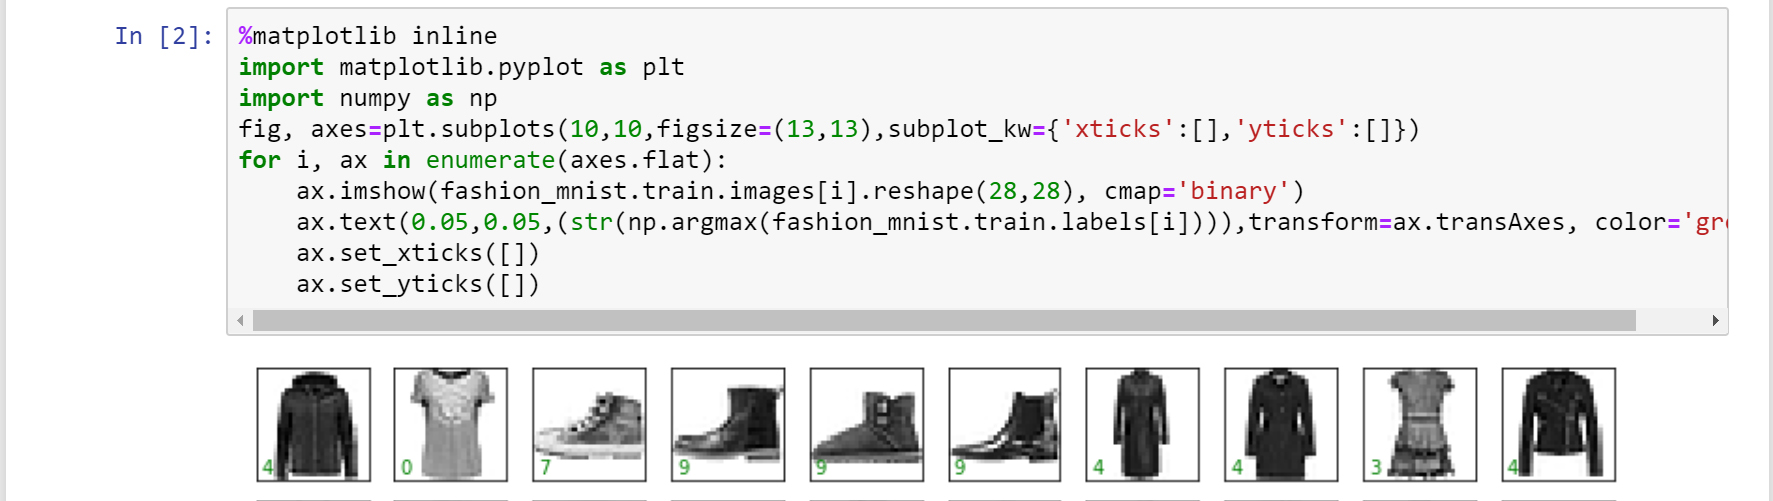 In [2]: %matplotlib inline
import matplotlib.pyplot as plt
import numpy as np
fig, axes=plt.subplots(10,10,figsize=(13,13),subplot_kw={'xticks':[],'yticks':[]})
for i, ax in enumerate(axes.flat):
    ax.imshow(fashion_mnist.train.images[i].reshape(28,28), cmap='binary')
    ax.text(0.05,0.05,(str(np.argmax(fashion_mnist.train.labels[i]))),transform=ax.transAxes, color='gr
    ax.set_xticks([])
    ax.set_yticks([])
4 0 7 9 9 9 4 4 3 4